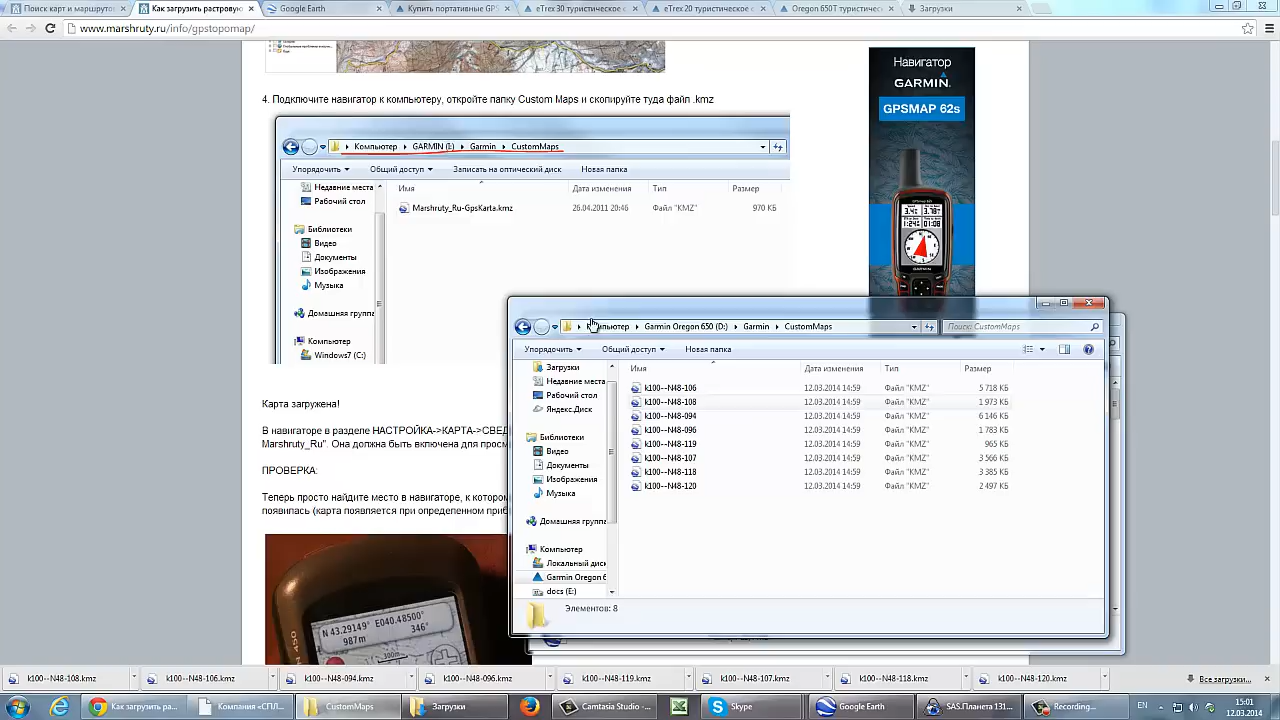 Поиск карт и маршрут
Как загрузить растровую
Google Earth
Купить портативные GPS
eTrex 30 туристическое с
eTrex 20 туристическое с
Oregon 650T туристичес
Загрузки
www.marshruty.ru/info/gpstopomap/
4. Подключите навигатор к компьютеру, откройте папку Custom Maps и скопируйте туда файл .kmz
Компьютер
GARMIN (I:)
Garmin
CustomMaps
Упорядочить
Общий доступ
Записать на оптический диск
Новая папка
Недавние места
Рабочий стол
Библиотеки
Видео
Документы
Изображения
Музыка
Домашняя группа
Компьютер
Windows7 (C:)
Имя
Дата изменения
Тип
Размер
Marshruty_Ru-GpsKarta.kmz
26.04.2011 20:46
Файл "KMZ"
970 КБ
Навигатор
GARMIN.
GPSMAP 62s
Карта загружена!
В навигаторе в разделе НАСТРОЙКА->КАРТА->СВЕД
Marshruty_Ru". Она должна быть включена для просм
ПРОВЕРКА:
Теперь просто найдите место в навигаторе, к котором
появилась (карта появляется при определенном приб
N 43.29149° E040.48500°
987m 346°
300m
Garmin Oregon 650 (D:)
Garmin
CustomMaps
Поиск: CustomMaps
Упорядочить
Общий доступ
Новая папка
Загрузки
Недавние места
Рабочий стол
Яндекс.Диск
Библиотеки
Видео
Документы
Изображения
Музыка
Домашняя группа
Компьютер
Локальный диск
Garmin Oregon 6
docs (E:)
Имя
Дата изменения
Тип
Размер
k100--N48-106 12.03.2014 14:59 Файл "KMZ" 5 718 КБ
k100--N48-108 12.03.2014 14:59 Файл "KMZ" 1 973 КБ
k100--N48-094 12.03.2014 14:59 Файл "KMZ" 6 146 КБ
k100--N48-096 12.03.2014 14:59 Файл "KMZ" 1 783 КБ
k100--N48-119 12.03.2014 14:59 Файл "KMZ" 965 КБ
k100--N48-107 12.03.2014 14:59 Файл "KMZ" 3 566 КБ
k100--N48-118 12.03.2014 14:59 Файл "KMZ" 3 385 КБ
k100--N48-120 12.03.2014 14:59 Файл "KMZ" 2 497 КБ
Элементов: 8
k100--N48-108.kmz
k100--N48-106.kmz
k100--N48-094.kmz
k100--N48-096.kmz
k100--N48-119.kmz
k100--N48-107.kmz
k100--N48-118.kmz
k100--N48-120.kmz
Все загрузки...
Как загрузить ра...
Компания «СПЛ...
CustomMaps
Загрузки
Camtasia Studio - ...
Skype
Google Earth
SAS.Планета 131...
Recording...
EN
15:01
12.03.2014